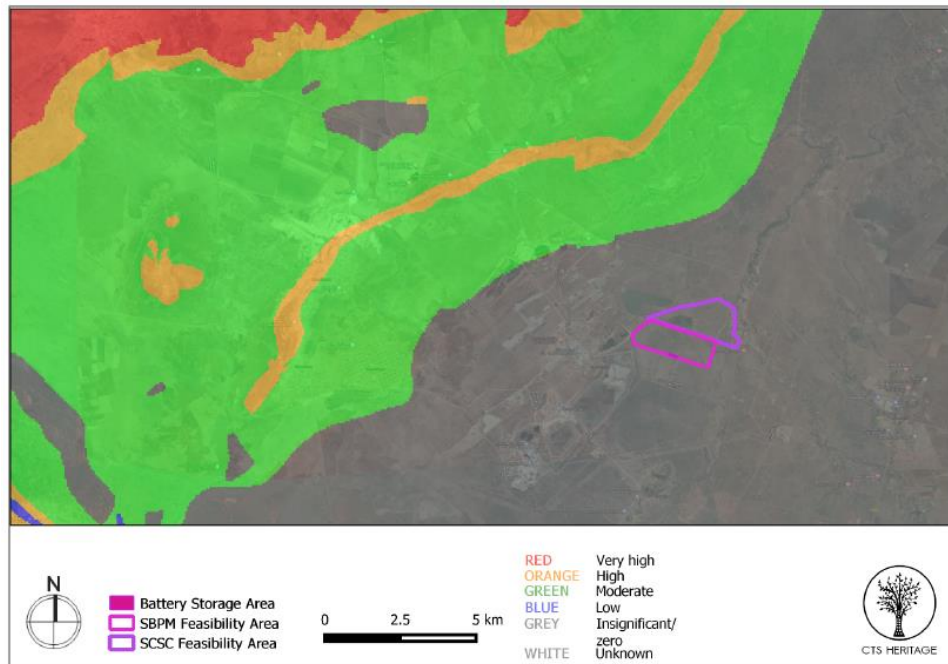 N
Battery Storage Area
SBPM Feasibility Area
SCSC Feasibility Area
0 2.5 5 km
RED Very high
ORANGE High
GREEN Moderate
BLUE Low
GREY Insignificant/
zero
WHITE Unknown
CTS HERITAGE